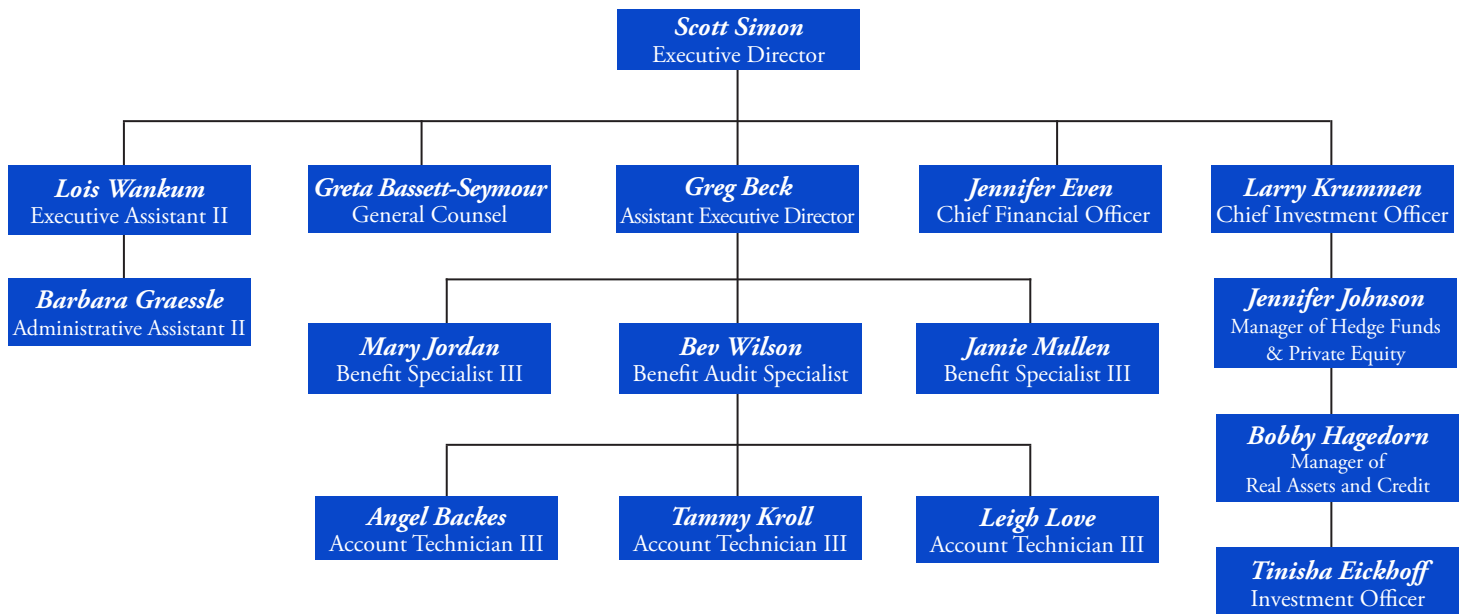 Scott Simon
Executive Director
Lois Wankum
Executive Assistant II
Greta Bassett-Seymour
General Counsel
Greg Beck
Assistant Executive Director
Jennifer Even
Chief Financial Officer
Larry Krummen
Chief Investment Officer
Barbara Graessle
Administrative Assistant II
Jennifer Johnson
Manager of Hedge Funds
& Private Equity
Mary Jordan
Benefit Specialist III
Bev Wilson
Benefit Audit Specialist
Jamie Mullen
Benefit Specialist III
Bobby Hagedorn
Manager of
Real Assets and Credit
Angel Backes
Account Technician III
Tammy Kroll
Account Technician III
Leigh Love
Account Technician III
Tinisha Eickhoff
Investment Officer